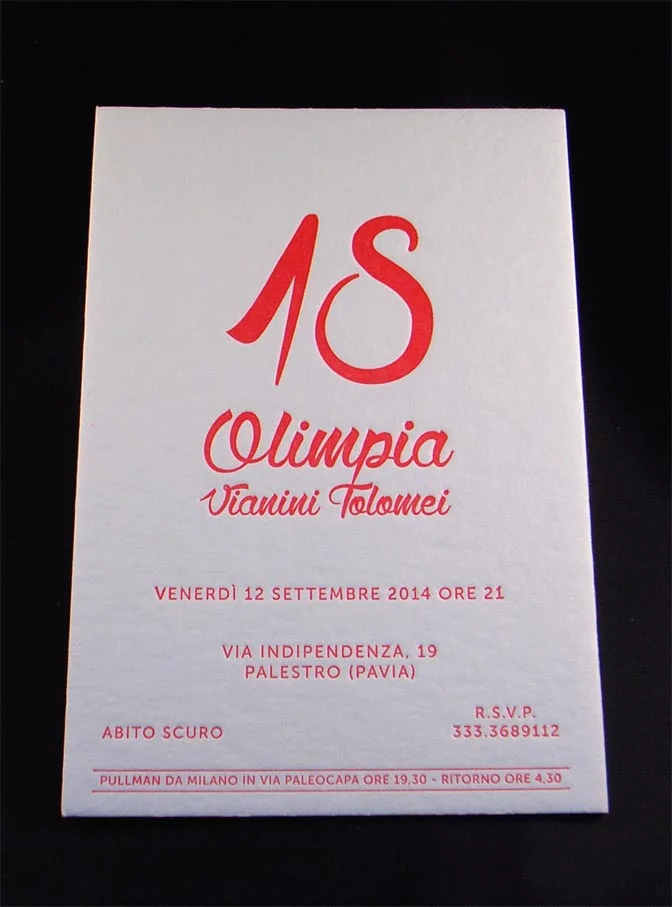 18
Olimpia
Vianini Tolomei
VENERDÌ 12 SETTEMBRE 2014 ORE 21
VIA INDIPENDENZA, 19
PALESTRO (PAVIA)
ABITO SCURO
R.S.V.P.
333.3689112
PULLMAN DA MILANO IN VIA PALEOCAPA ORE 19,30 - RITORNO ORE 4,30